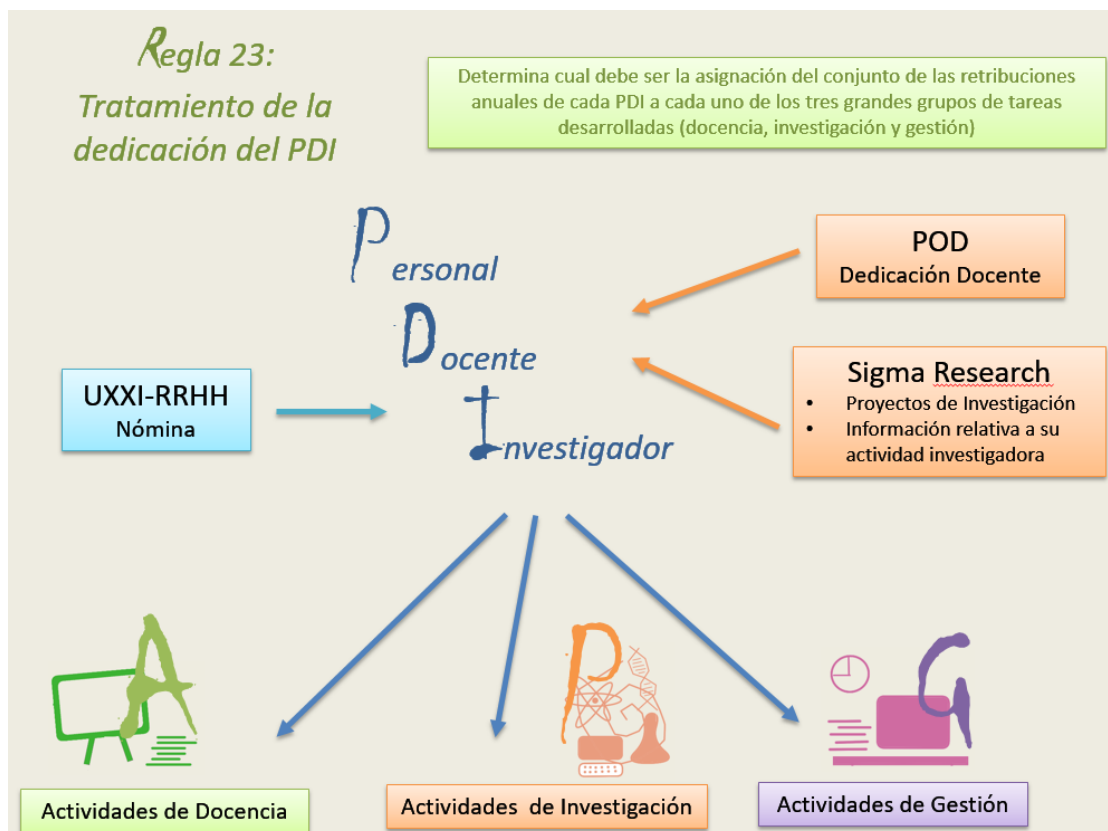 Regla 23:
Tratamiento de la
dedicación del PDI
Determina cual debe ser la asignación del conjunto de las retribuciones
anuales de cada PDI a cada uno de los tres grandes grupos de tareas
desarrolladas (docencia, investigación y gestión)
Personal
Docente
Investigador
POD
Dedicación Docente
UXXI-RRHH
Nómina
Sigma Research
• Proyectos de Investigación
• Información relativa a su
actividad investigadora
A
P
G
Actividades de Docencia
Actividades de Investigación
Actividades de Gestión